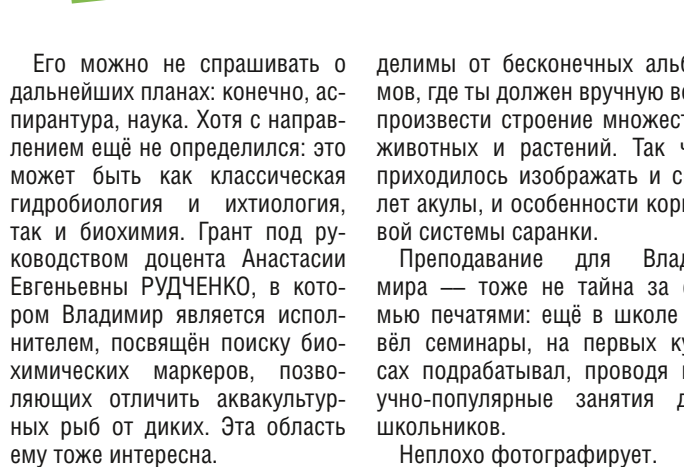 Его можно не спрашивать о
дальнейших планах: конечно, ас-
пирантура, наука. Хотя с направ-
лением ещё не определился: это
может быть как классическая
гидробиология и ихтиология,
так и биохимия. Грант под ру-
ководством доцента Анастасии
Евгеньевны РУДЧЕНКО, в кото-
ром Владимир является испол-
нителем, посвящён поиску био-
химических маркеров, позво-
ляющих отличить аквакультур-
ных рыб от диких. Эта область
ему тоже интересна.
делимы от бесконечных
мов, где ты должен вручную
произвести строение
животных и растений. Так
приходилось изображать и
лет акулы, и особенности
вой системы саранки.
Преподавание для
мира — тоже не тайна за
мью печатями: ещё в школе
вёл семинары, на первых
сах подрабатывал, проводя
учно-популярные занятия
школьников.
Неплохо фотографирует.